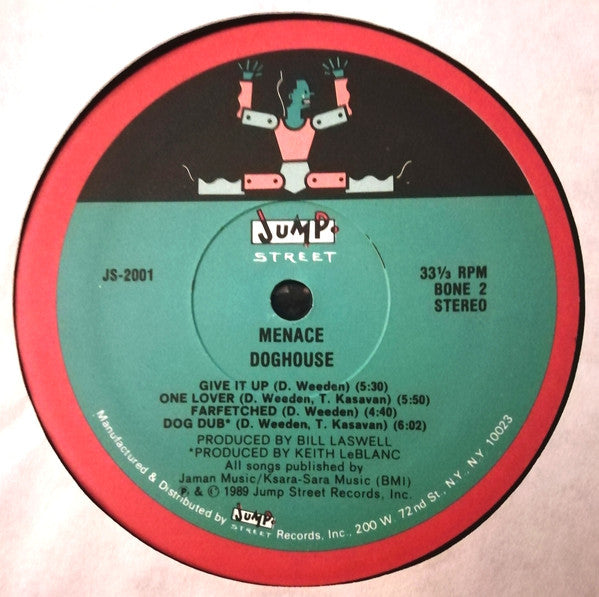 JUMP
STREET
JS-2001
33⅓ RPM
BONE 2
STEREO
MENACE
DOGHOUSE
GIVE IT UP (D. Weeden) (5:30)
ONE LOVER (D. Weeden, T. Kasavan) (5:50)
FARFETCHED (D. Weeden) (4:40)
DOG DUB* (D. Weeden, T. Kasavan) (6:02)
PRODUCED BY BILL LASWELL
*PRODUCED BY KEITH LeBLANC
All songs published by
Jaman Music/Ksara-Sara Music (BMI)
℗ & © 1989 Jump Street Records, Inc.
Manufactured & Distributed by JUMP STREET Records, Inc., 200 W. 72nd St., N.Y., N.Y. 10023